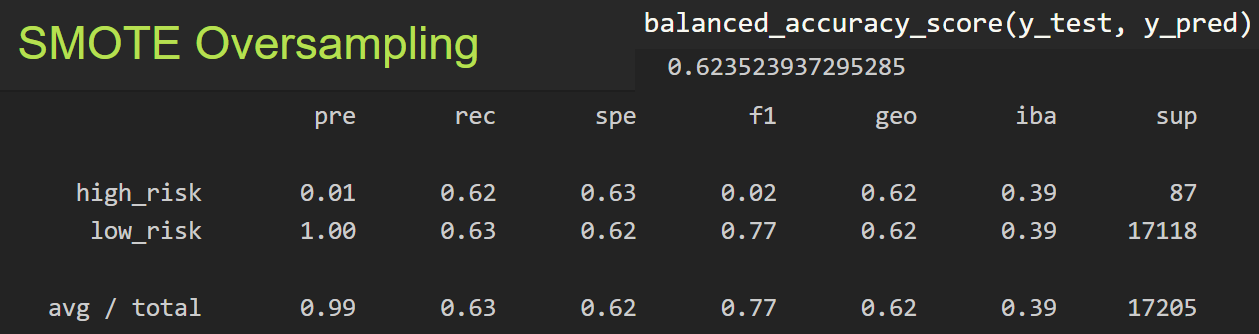 SMOTE Oversampling
balanced_accuracy_score(y_test, y_pred)
0.623523937295285
pre rec spe f1 geo iba sup
high_risk 0.01 0.62 0.63 0.02 0.62 0.39 87
low_risk 1.00 0.63 0.62 0.77 0.62 0.39 17118
avg / total 0.99 0.63 0.62 0.77 0.62 0.39 17205